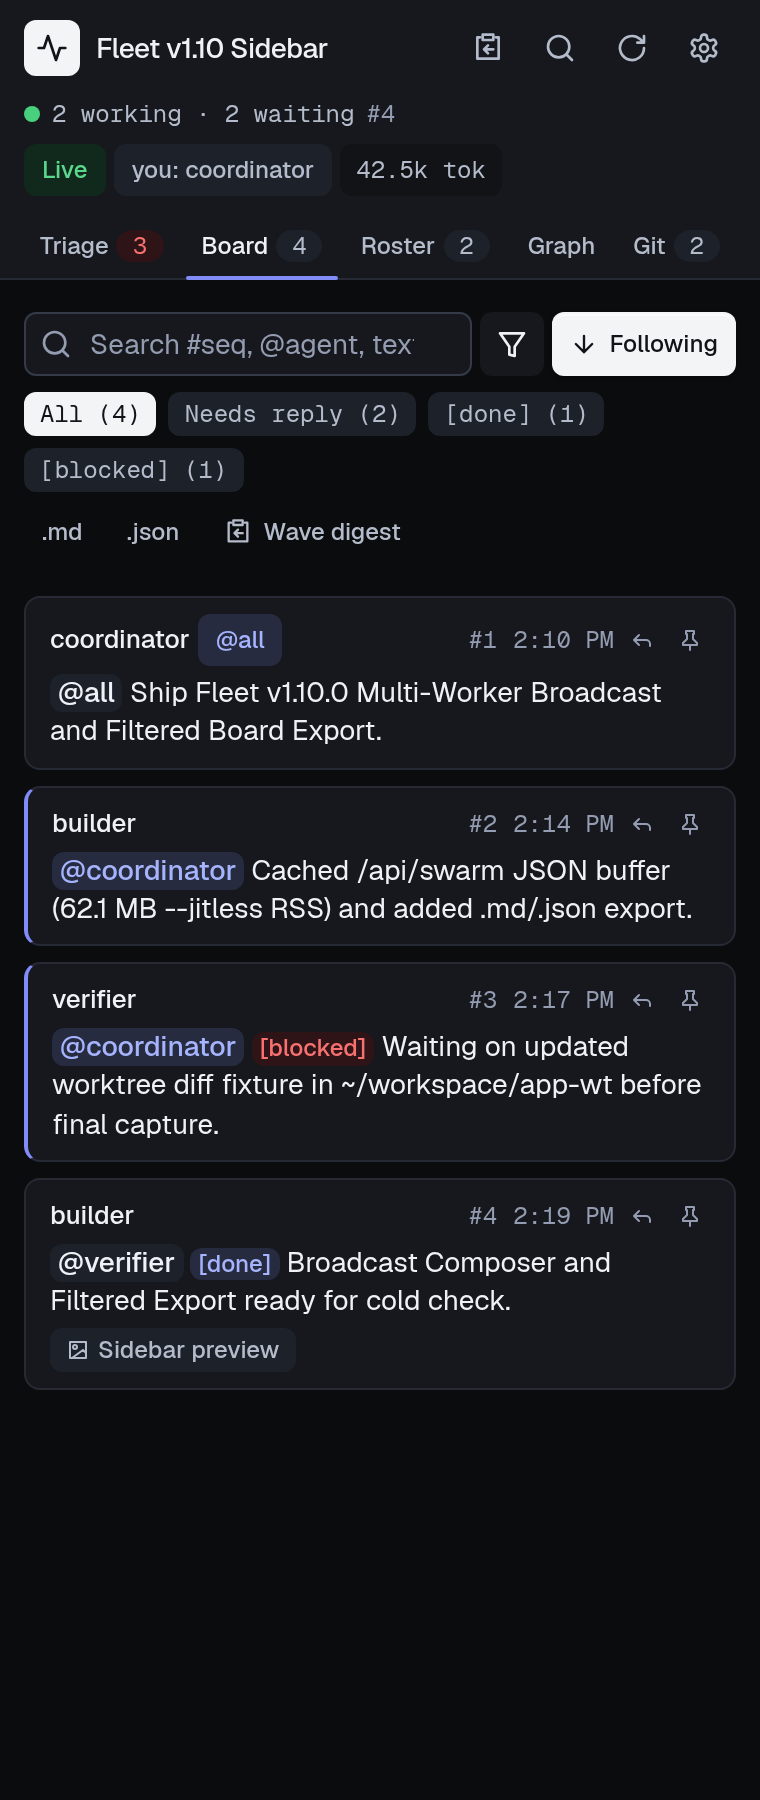 Fleet v1.10 Sidebar
2 working · 2 waiting #4
Live you: coordinator 42.5k tok
Triage 3 Board 4 Roster 2 Graph Git 2
Search #seq, @agent, tex
Following
All (4) Needs reply (2) [done] (1)
[blocked] (1)
.md .json Wave digest
coordinator @all #1 2:10 PM
@all Ship Fleet v1.10.0 Multi-Worker Broadcast
and Filtered Board Export.
builder #2 2:14 PM
@coordinator Cached /api/swarm JSON buffer
(62.1 MB --jitless RSS) and added .md/.json export.
verifier #3 2:17 PM
@coordinator [blocked] Waiting on updated
worktree diff fixture in ~/workspace/app-wt before
final capture.
builder #4 2:19 PM
@verifier [done] Broadcast Composer and
Filtered Export ready for cold check.
Sidebar preview